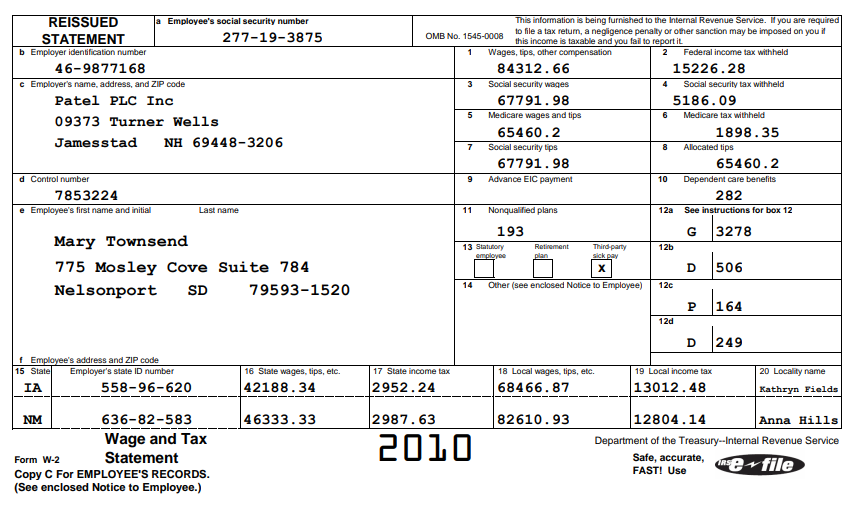 REISSUED
STATEMENT
a Employee's social security number
277-19-3875
OMB No. 1545-0008
This information is being furnished to the Internal Revenue Service. If you are required
to file a tax return, a negligence penalty or other sanction may be imposed on you if
this income is taxable and you fail to report it.
b Employer identification number
46-9877168
1 Wages, tips, other compensation
84312.66
2 Federal income tax withheld
15226.28
c Employer's name, address, and ZIP code
Patel PLC Inc
09373 Turner Wells
Jamesstad NH 69448-3206
3 Social security wages
67791.98
4 Social security tax withheld
5186.09
5 Medicare wages and tips
65460.2
6 Medicare tax withheld
1898.35
7 Social security tips
67791.98
8 Allocated tips
65460.2
d Control number
7853224
9 Advance EIC payment
10 Dependent care benefits
282
e Employee's first name and initial Last name
Mary Townsend
775 Mosley Cove Suite 784
Nelsonport SD 79593-1520
11 Nonqualified plans
193
12a See instructions for box 12
G 3278
13 Statutory employee
Retirement plan
Third-party sick pay
x
12b
D 506
14 Other (see enclosed Notice to Employee)
12c
P 164
12d
D 249
f Employee's address and ZIP code
15 State Employer's state ID number 16 State wages, tips, etc. 17 State income tax 18 Local wages, tips, etc. 19 Local income tax 20 Locality name
IA 558-96-620 42188.34 2952.24 68466.87 13012.48 Kathryn Fields
NM 636-82-583 46333.33 2987.63 82610.93 12804.14 Anna Hills
Form W-2 Wage and Tax
Statement
2010
Department of the Treasury--Internal Revenue Service
Copy C For EMPLOYEE'S RECORDS.
(See enclosed Notice to Employee.)
Safe, accurate,
FAST! Use
IRS e file